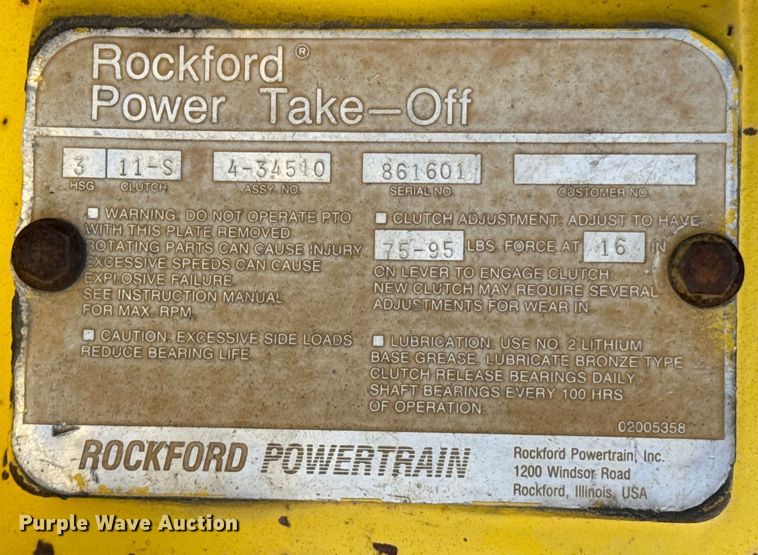 Rockford®
Power Take-Off
3 11-S 4-34510 861601
HSG CLUTCH ASSY. NO. SERIAL NO. CUSTOMER NO.
WARNING: DO NOT OPERATE PTO
WITH THIS PLATE REMOVED.
ROTATING PARTS CAN CAUSE INJURY.
EXCESSIVE SPEEDS CAN CAUSE
EXPLOSIVE FAILURE.
SEE INSTRUCTION MANUAL
FOR MAX. RPM.
CAUTION: EXCESSIVE SIDE LOADS
REDUCE BEARING LIFE.
CLUTCH ADJUSTMENT: ADJUST TO HAVE
75-95 LBS. FORCE AT 16 IN.
ON LEVER TO ENGAGE CLUTCH.
NEW CLUTCH MAY REQUIRE SEVERAL
ADJUSTMENTS FOR WEAR IN.
LUBRICATION: USE NO. 2 LITHIUM
BASE GREASE. LUBRICATE BRONZE TYPE
CLUTCH RELEASE BEARINGS DAILY,
SHAFT BEARINGS EVERY 100 HRS
OF OPERATION.
02005358
ROCKFORD POWERTRAIN
Rockford Powertrain, Inc.
1200 Windsor Road
Rockford, Illinois, USA
Purple Wave Auction